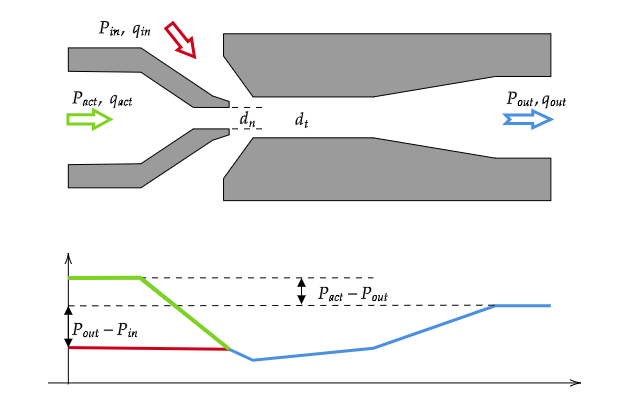 P_in, q_in
P_act, q_act
P_out, q_out
d_n
d_t
P_act − P_out
P_out − P_in